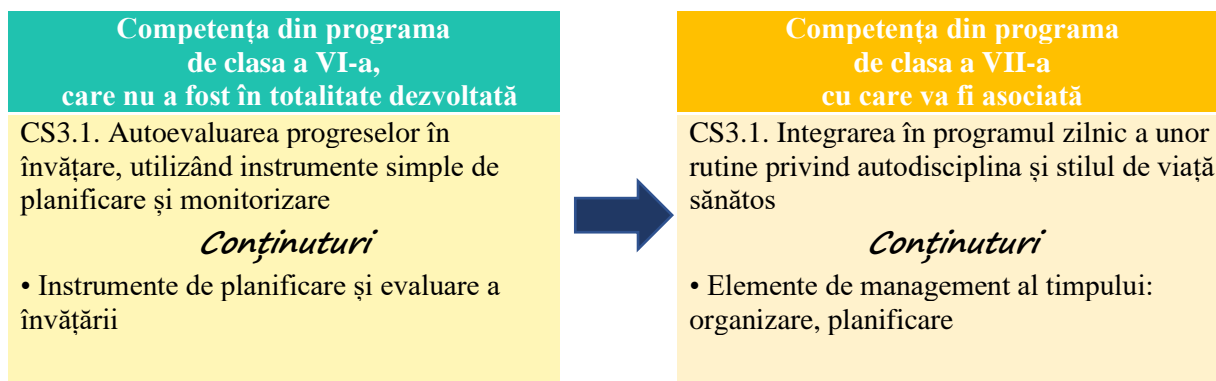 Competența din programa
de clasa a VI-a,
care nu a fost în totalitate dezvoltată
CS3.1. Autoevaluarea progreselor în
învățare, utilizând instrumente simple de
planificare și monitorizare
Conținuturi
• Instrumente de planificare și evaluare a
învățării
Competența din programa
de clasa a VII-a
cu care va fi asociată
CS3.1. Integrarea în programul zilnic a unor
rutine privind autodisciplina și stilul de viață
sănătos
Conținuturi
• Elemente de management al timpului:
organizare, planificare